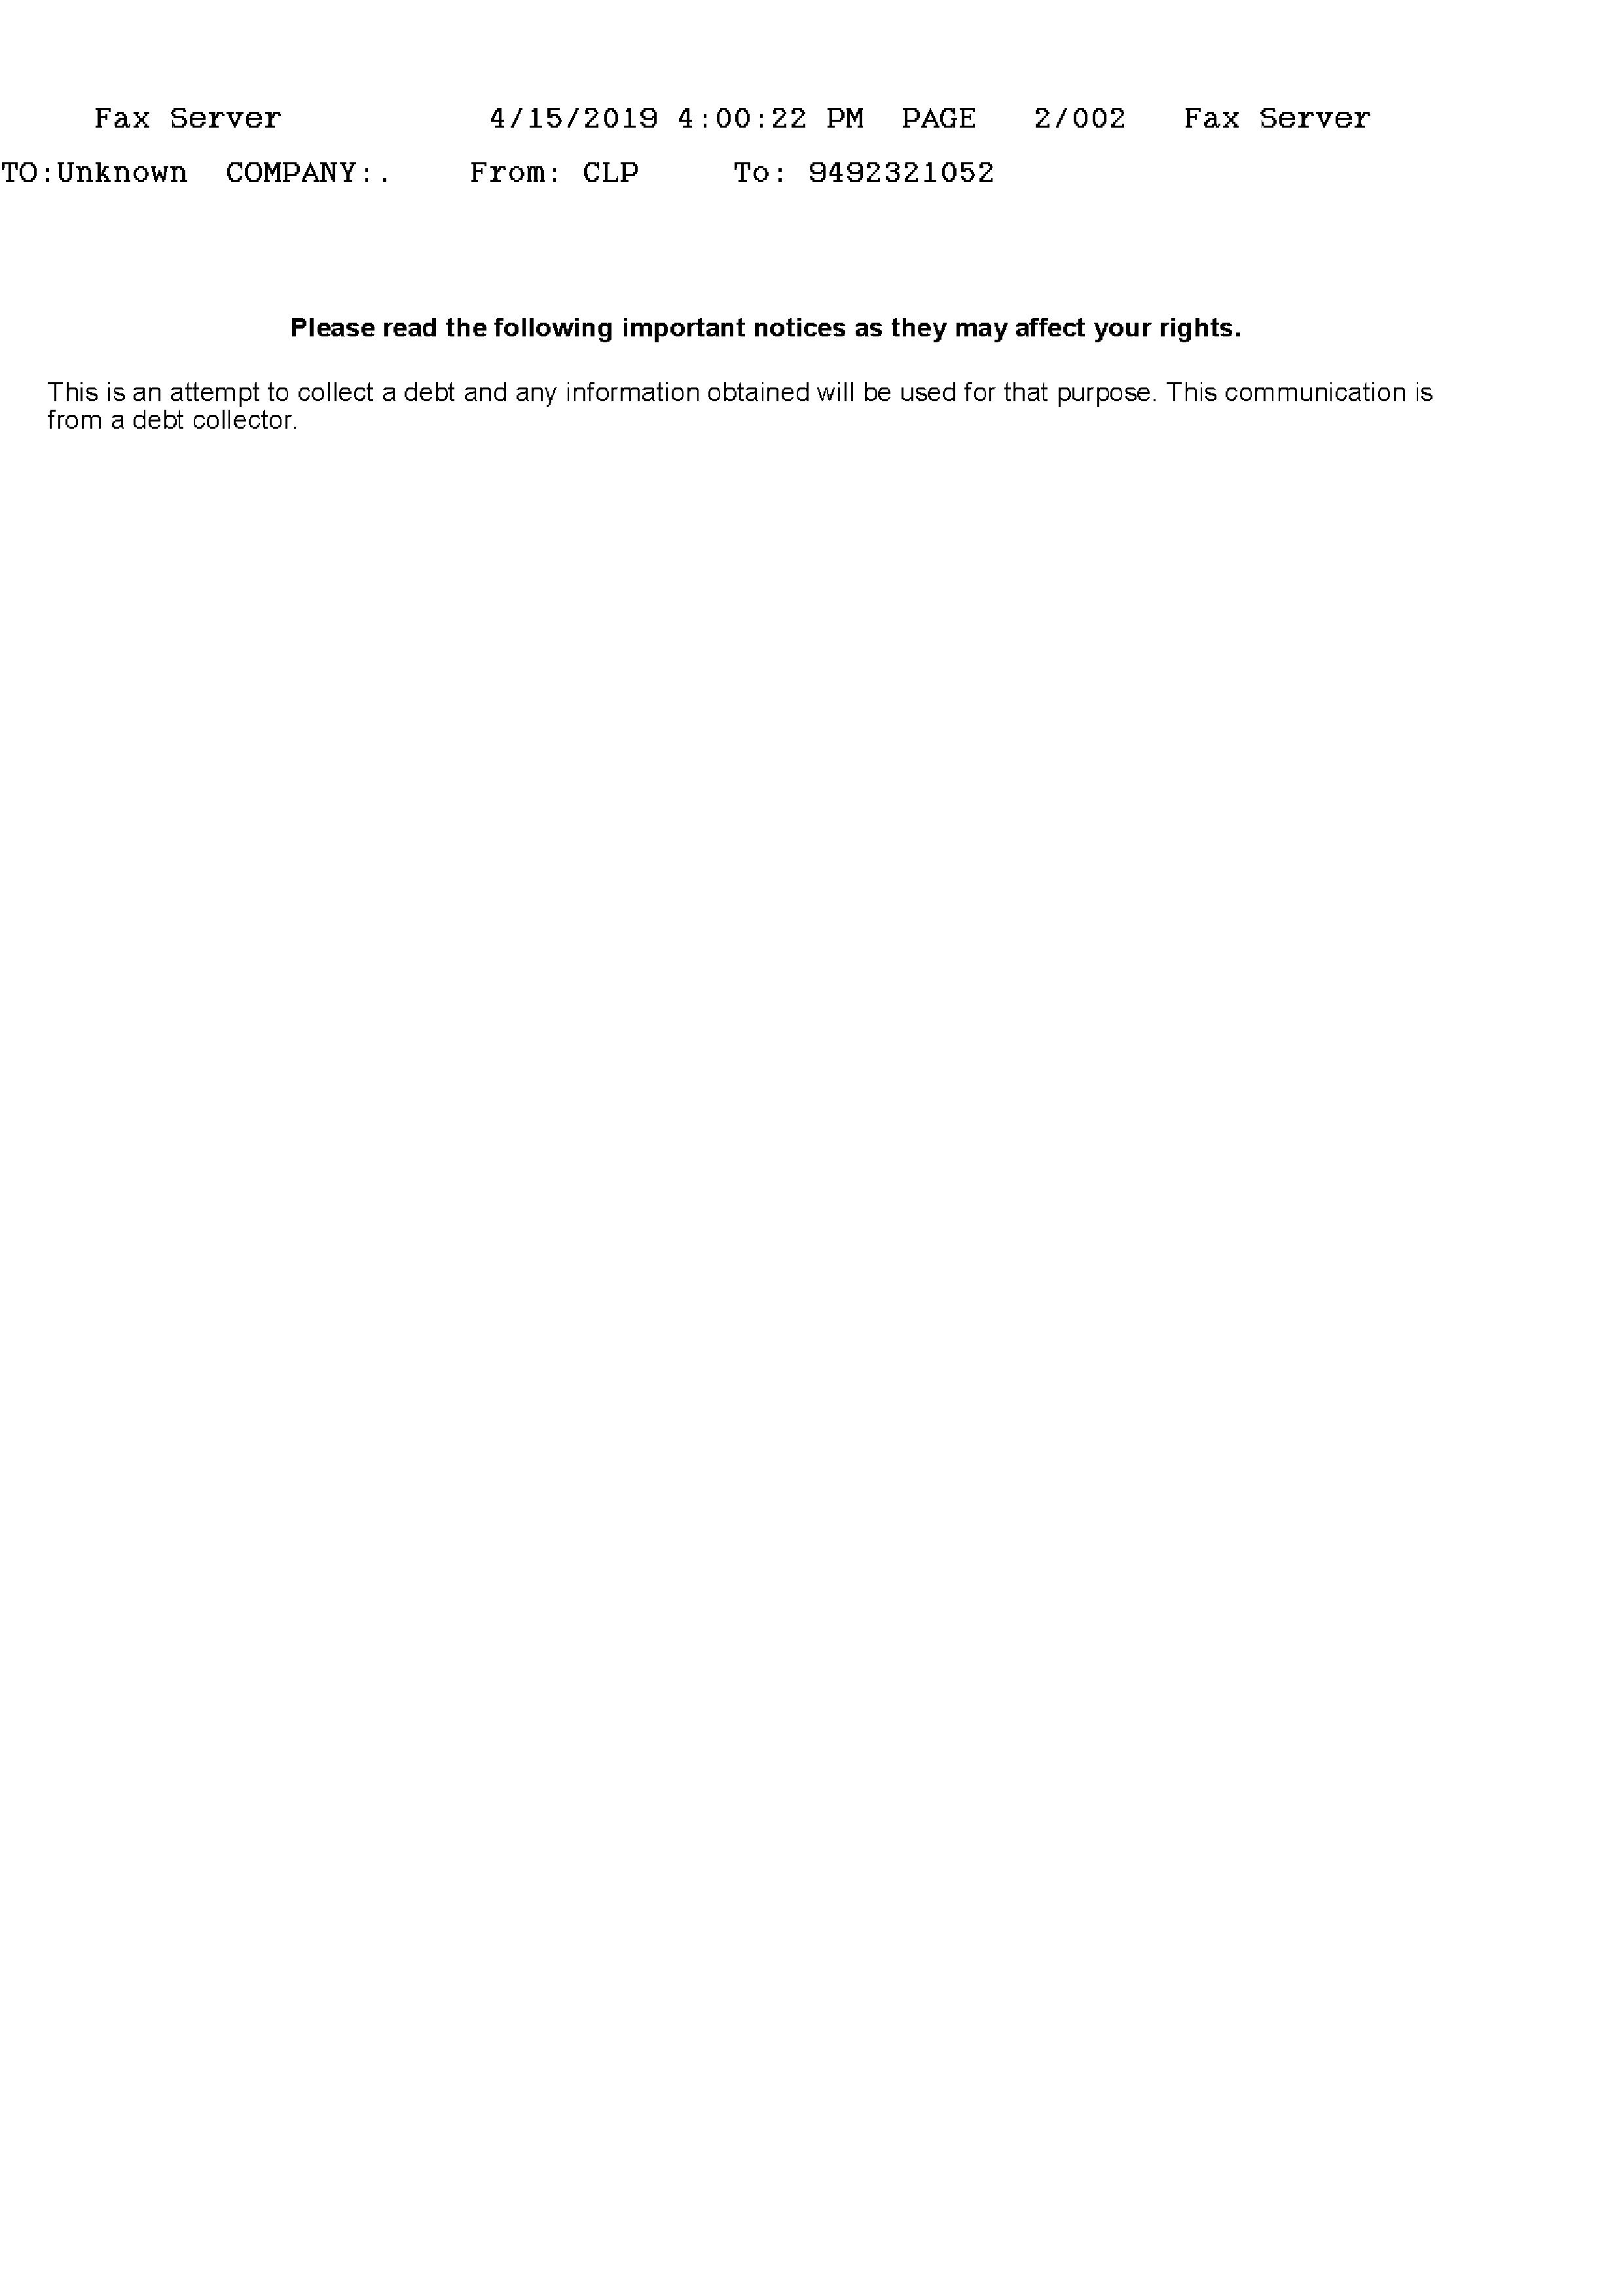 Fax Server 4/15/2019 4:00:22 PM PAGE 2/002 Fax Server
TO:Unknown COMPANY:. From: CLP To: 9492321052
Please read the following important notices as they may affect your rights.
This is an attempt to collect a debt and any information obtained will be used for that purpose. This communication is
from a debt collector.